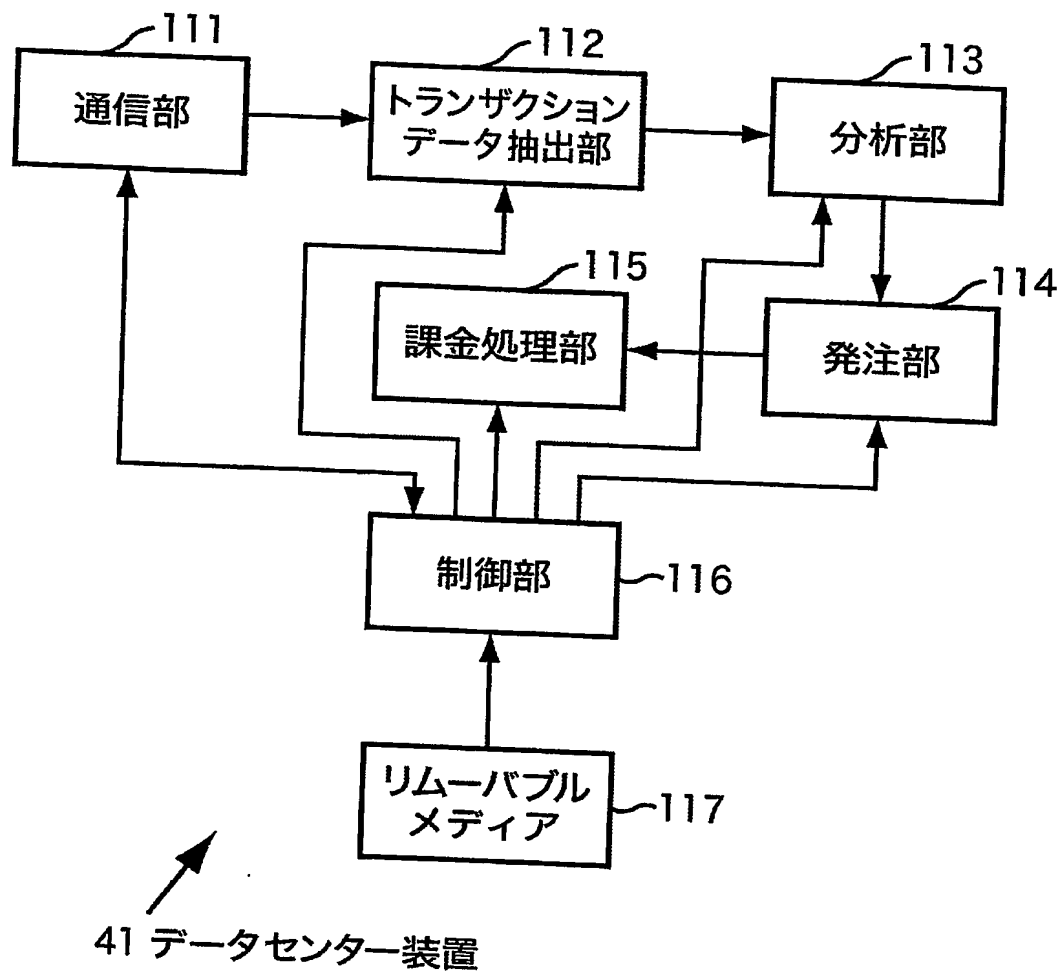 111
通信部
112
トランザクション
データ抽出部
113
分析部
115
課金処理部
114
発注部
制御部
116
リムーバブル
メディア
117
41 データセンター装置